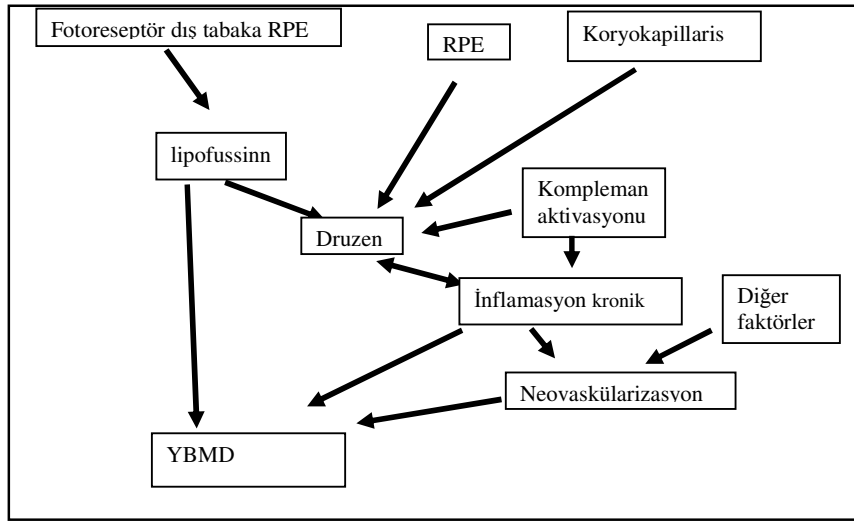 Fotoreseptör dış tabaka RPE
RPE
Koryokapillaris
lipofussinn
Kompleman
aktivasyonu
Druzen
İnflamasyon kronik
Diğer
faktörler
Neovaskülarizasyon
YBMD